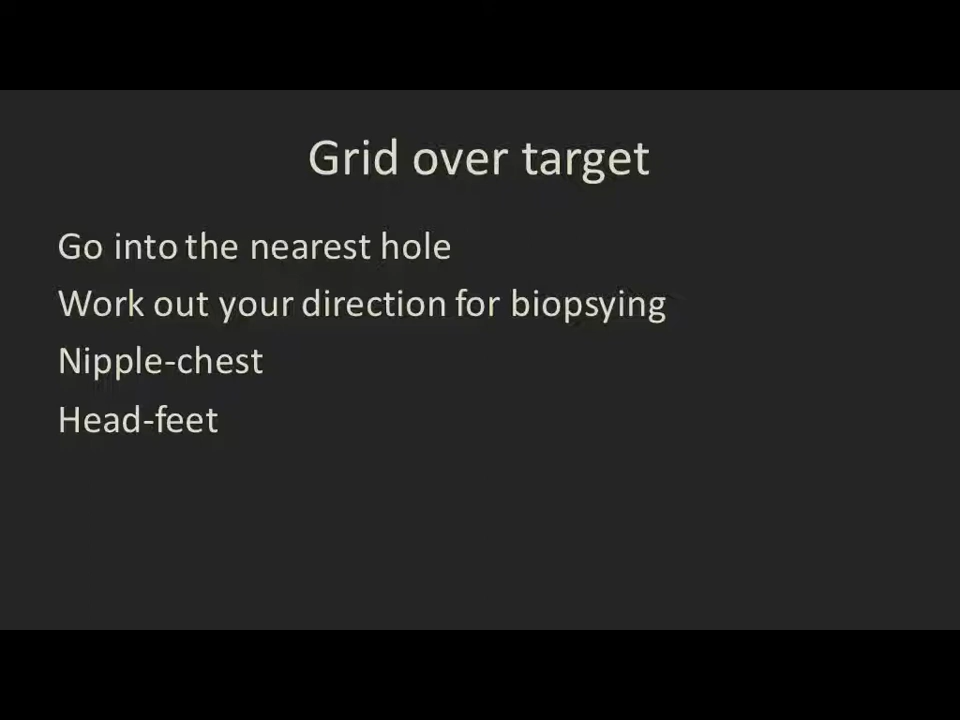 Grid over target
Go into the nearest hole
Work out your direction for biopsying
Nipple-chest
Head-feet